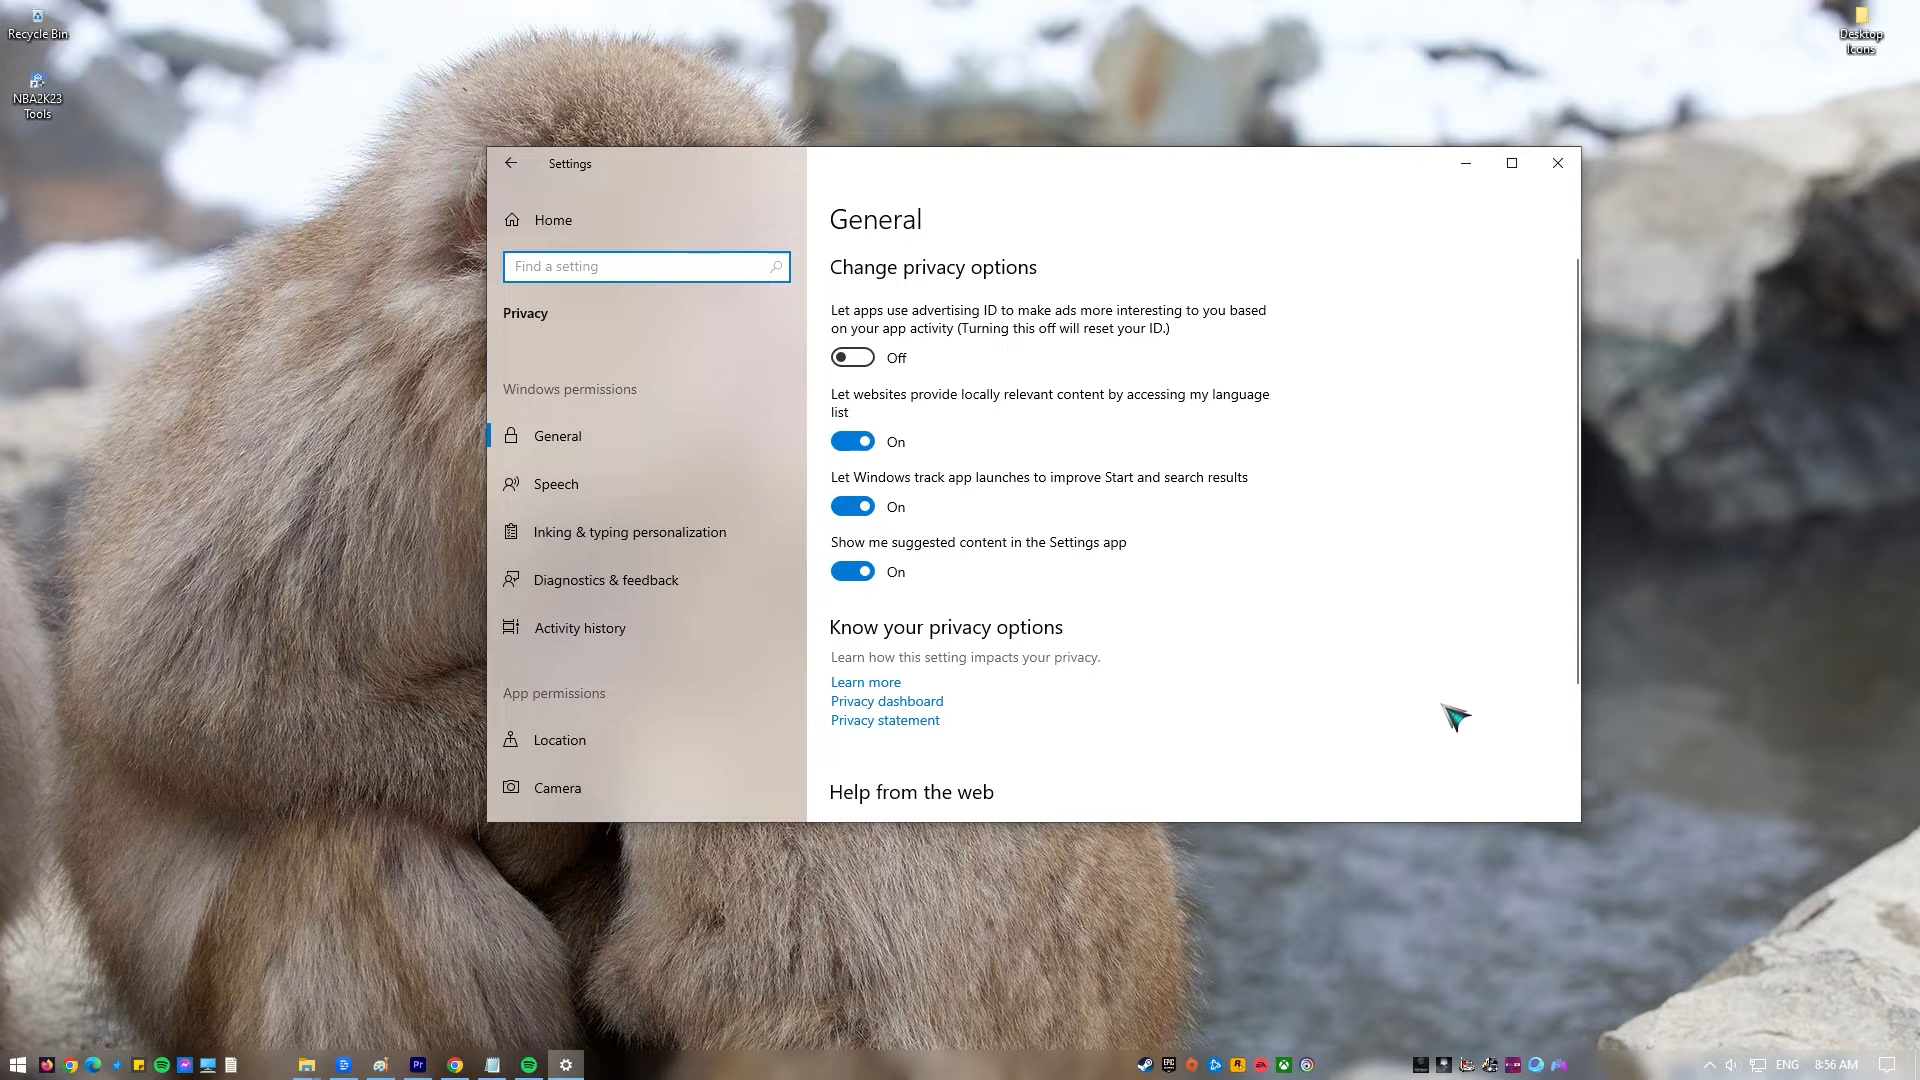 Recycle Bin
NBA2K23
Tools
Desktop
Icons
Settings
Home
Find a setting
Privacy
Windows permissions
General
Speech
Inking & typing personalization
Diagnostics & feedback
Activity history
App permissions
Location
Camera
General
Change privacy options
Let apps use advertising ID to make ads more interesting to you based
on your app activity (Turning this off will reset your ID.)
Off
Let websites provide locally relevant content by accessing my language
list
On
Let Windows track app launches to improve Start and search results
On
Show me suggested content in the Settings app
On
Know your privacy options
Learn how this setting impacts your privacy.
Learn more
Privacy dashboard
Privacy statement
Help from the web
Pr
ENG
8:56 AM